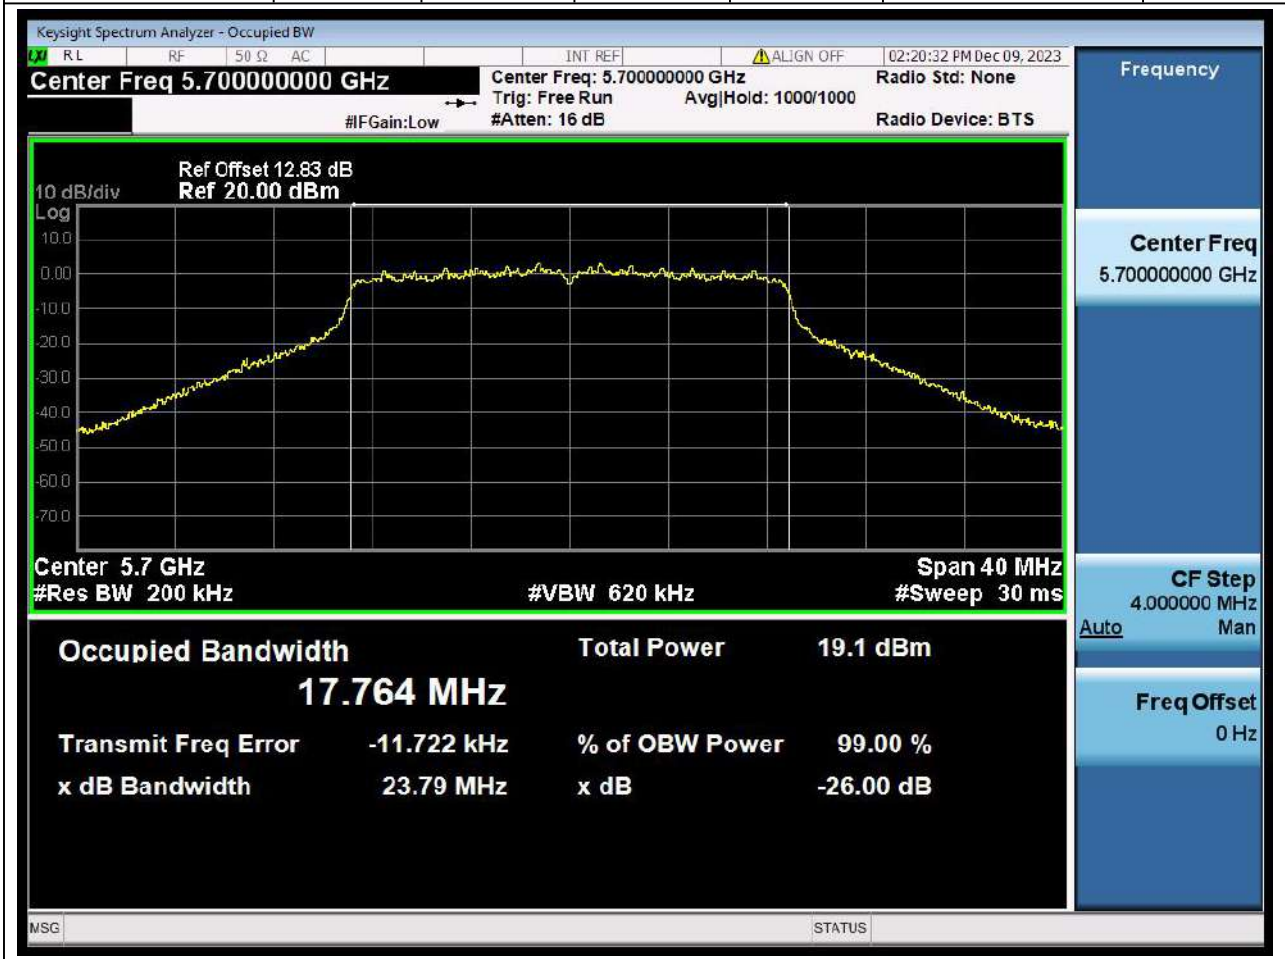 Keysight Spectrum Analyzer - Occupied BW
LXI RL RF 50 Ω AC INT REF ALIGN OFF 02:20:32 PM Dec 09, 2023
Center Freq 5.700000000 GHz
Center Freq: 5.700000000 GHz
Radio Std: None
Trig: Free Run Avg|Hold: 1000/1000
#IFGain:Low #Atten: 16 dB Radio Device: BTS
Ref Offset 12.83 dB
10 dB/div Ref 20.00 dBm
Log
10.0
0.00
-10.0
-20.0
-30.0
-40.0
-50.0
-60.0
-70.0
Center 5.7 GHz Span 40 MHz
#Res BW 200 kHz #VBW 620 kHz #Sweep 30 ms
Occupied Bandwidth Total Power 19.1 dBm
17.764 MHz
Transmit Freq Error -11.722 kHz % of OBW Power 99.00 %
x dB Bandwidth 23.79 MHz x dB -26.00 dB
MSG STATUS
Frequency
Center Freq
5.700000000 GHz
CF Step
4.000000 MHz
Auto Man
Freq Offset
0 Hz